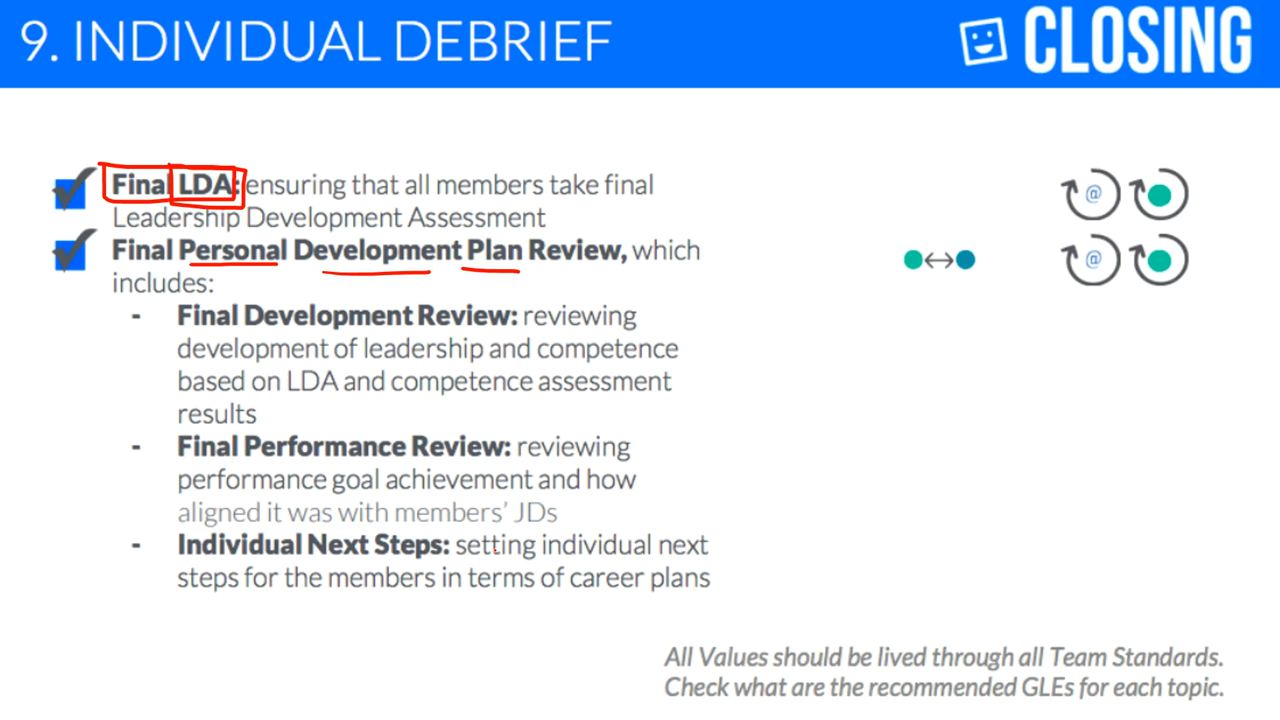 9. INDIVIDUAL DEBRIEF
CLOSING
Final LDA: ensuring that all members take final
Leadership Development Assessment
@
Final Personal Development Plan Review, which
includes:
@
- Final Development Review: reviewing
development of leadership and competence
based on LDA and competence assessment
results
- Final Performance Review: reviewing
performance goal achievement and how
aligned it was with members’ JDs
- Individual Next Steps: setting individual next
steps for the members in terms of career plans
All Values should be lived through all Team Standards.
Check what are the recommended GLEs for each topic.